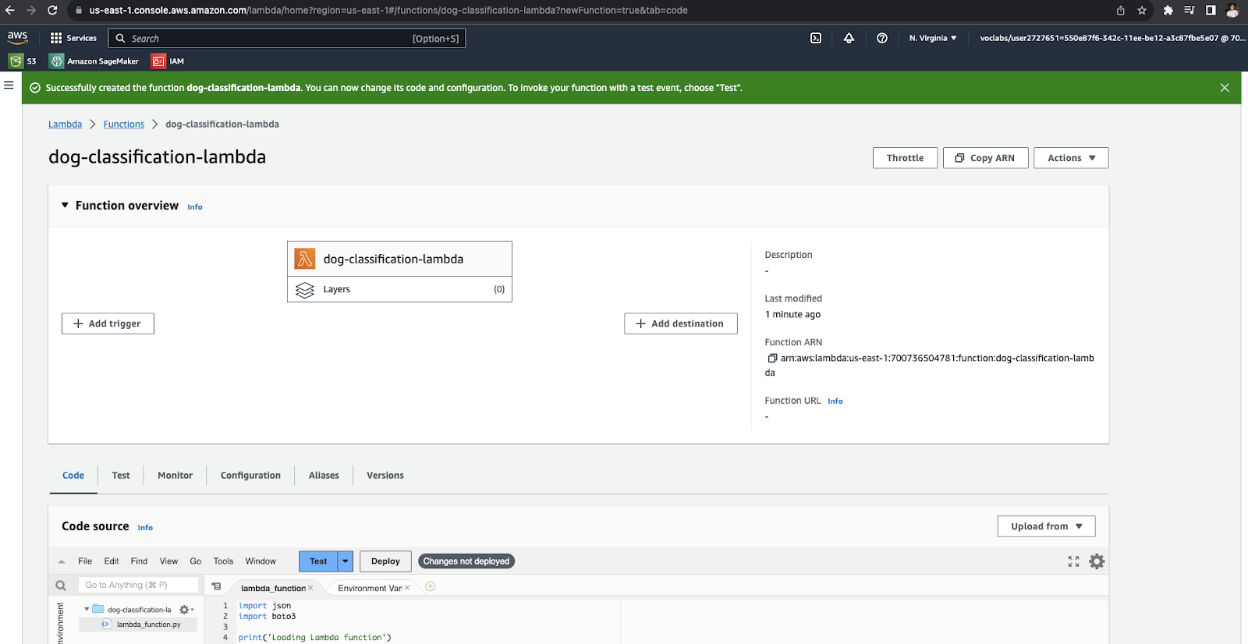 us-east-1.console.aws.amazon.com/lambda/home?region=us-east-1#/functions/dog-classification-lambda?newFunction=true&tab=code
aws Services Search [Option+S] N. Virginia voclabs/user2727651=550e87f6-342c-11ee-be12-a3c87fbe5e07 @ 70...
S3 Amazon SageMaker IAM
Successfully created the function dog-classification-lambda. You can now change its code and configuration. To invoke your function with a test event, choose "Test".
Lambda > Functions > dog-classification-lambda
dog-classification-lambda
Throttle Copy ARN Actions
Function overview Info
dog-classification-lambda
Layers (0)
+ Add trigger
+ Add destination
Description
-
Last modified
1 minute ago
Function ARN
arn:aws:lambda:us-east-1:700736504781:function:dog-classification-lamb
da
Function URL Info
-
Code Test Monitor Configuration Aliases Versions
Code source Info
Upload from
File Edit Find View Go Tools Window Test Deploy Changes not deployed
Go to Anything (⌘ P)
lambda_function × Environment Vari ×
nvironment
dog-classification-la
lambda_function.py
1 import json
2 import boto3
3
4 print('Loading Lambda function')